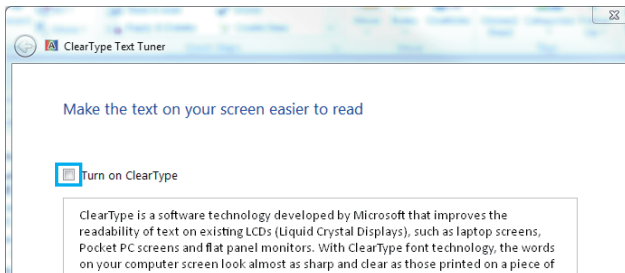 ClearType Text Tuner
Make the text on your screen easier to read
Turn on ClearType
ClearType is a software technology developed by Microsoft that improves the
readability of text on existing LCDs (Liquid Crystal Displays), such as laptop screens,
Pocket PC screens and flat panel monitors. With ClearType font technology, the words
on your computer screen look almost as sharp and clear as those printed on a piece of